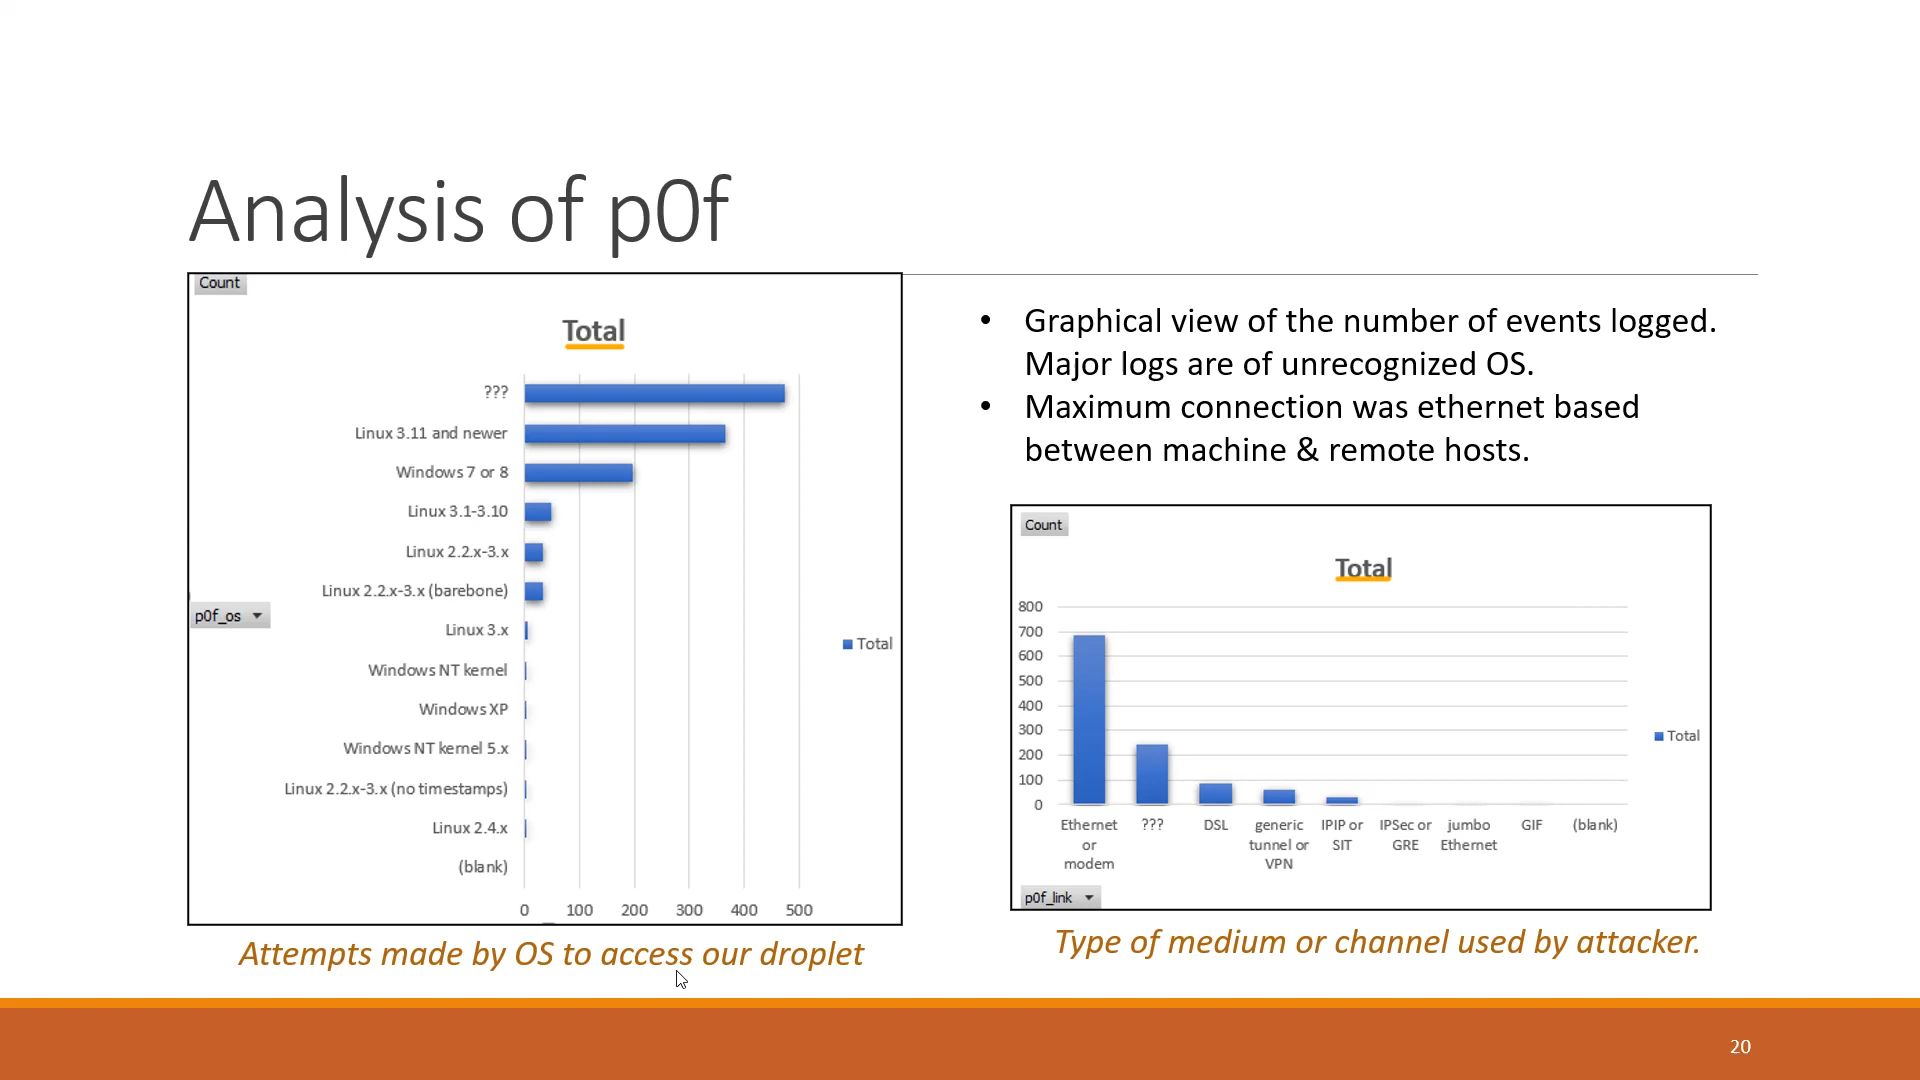 Analysis of p0f
Count
Total
???
Linux 3.11 and newer
Windows 7 or 8
Linux 3.1-3.10
Linux 2.2.x-3.x
Linux 2.2.x-3.x (barebone)
p0f_os
Linux 3.x
Total
Windows NT kernel
Windows XP
Windows NT kernel 5.x
Linux 2.2.x-3.x (no timestamps)
Linux 2.4.x
(blank)
0 100 200 300 400 500
Attempts made by OS to access our droplet
• Graphical view of the number of events logged.
Major logs are of unrecognized OS.
• Maximum connection was ethernet based
between machine & remote hosts.
Count
Total
800
700
600
500
400
300
200
100
0
Total
Ethernet ??? DSL generic IPIP or IPSec or jumbo GIF (blank)
or tunnel or SIT GRE Ethernet
modem VPN
p0f_link
Type of medium or channel used by attacker.
20